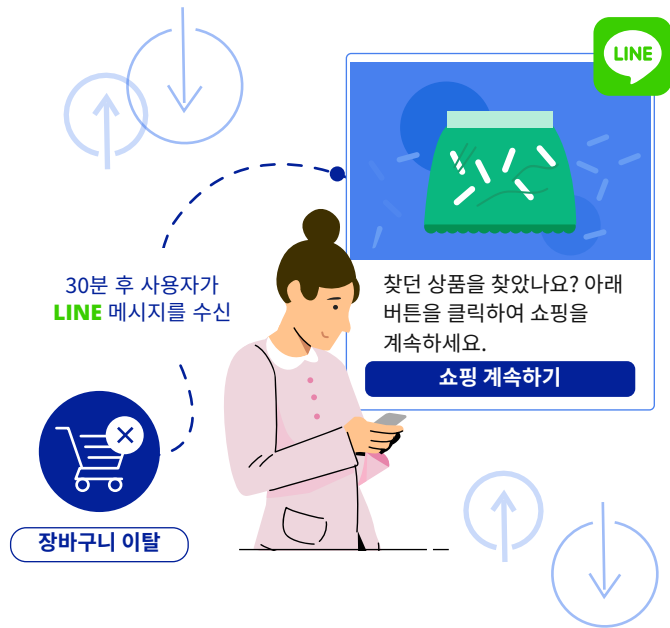 LINE
찾던 상품을 찾았나요? 아래
버튼을 클릭하여 쇼핑을
계속하세요.
쇼핑 계속하기
30분 후 사용자가
LINE 메시지를 수신
장바구니 이탈